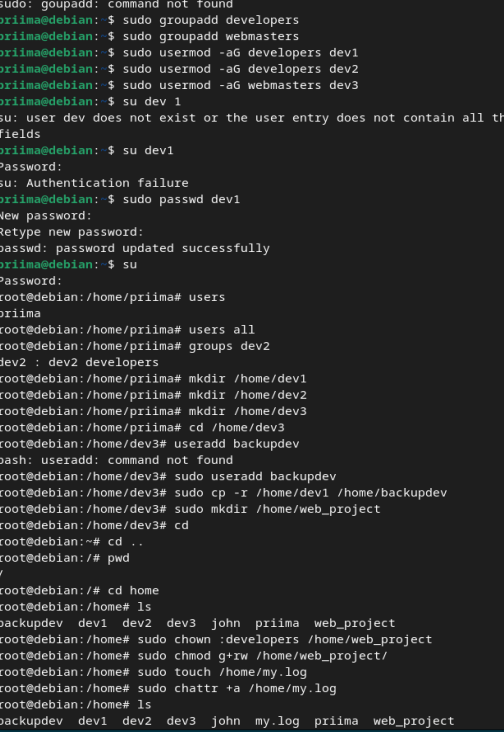 sudo: goupadd: command not found
priima@debian:~$ sudo groupadd developers
priima@debian:~$ sudo groupadd webmasters
priima@debian:~$ sudo usermod -aG developers dev1
priima@debian:~$ sudo usermod -aG developers dev2
priima@debian:~$ sudo usermod -aG webmasters dev3
priima@debian:~$ su dev 1
su: user dev does not exist or the user entry does not contain all th
fields
priima@debian:~$ su dev1
Password:
su: Authentication failure
priima@debian:~$ sudo passwd dev1
New password:
Retype new password:
passwd: password updated successfully
priima@debian:~$ su
Password:
root@debian:/home/priima# users
priima
root@debian:/home/priima# users all
root@debian:/home/priima# groups dev2
dev2 : dev2 developers
root@debian:/home/priima# mkdir /home/dev1
root@debian:/home/priima# mkdir /home/dev2
root@debian:/home/priima# mkdir /home/dev3
root@debian:/home/priima# cd /home/dev3
root@debian:/home/dev3# useradd backupdev
bash: useradd: command not found
root@debian:/home/dev3# sudo useradd backupdev
root@debian:/home/dev3# sudo cp -r /home/dev1 /home/backupdev
root@debian:/home/dev3# sudo mkdir /home/web_project
root@debian:/home/dev3# cd
root@debian:~# cd ..
root@debian:/# pwd
/
root@debian:/# cd home
root@debian:/home# ls
backupdev  dev1  dev2  dev3  john  priima  web_project
root@debian:/home# sudo chown :developers /home/web_project
root@debian:/home# sudo chmod g+rw /home/web_project/
root@debian:/home# sudo touch /home/my.log
root@debian:/home# sudo chattr +a /home/my.log
root@debian:/home# ls
backupdev  dev1  dev2  dev3  john  my.log  priima  web_project